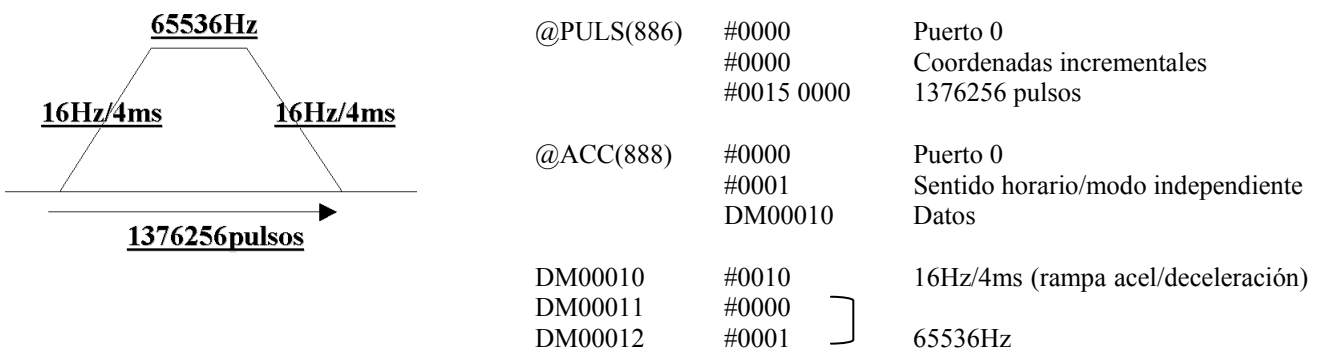 65536Hz
16Hz/4ms 16Hz/4ms
1376256pulsos
@PULS(886) #0000 Puerto 0
#0000 Coordenadas incrementales
#0015 0000 1376256 pulsos
@ACC(888) #0000 Puerto 0
#0001 Sentido horario/modo independiente
DM00010 Datos
DM00010 #0010 16Hz/4ms (rampa acel/deceleración)
DM00011 #0000
DM00012 #0001 65536Hz